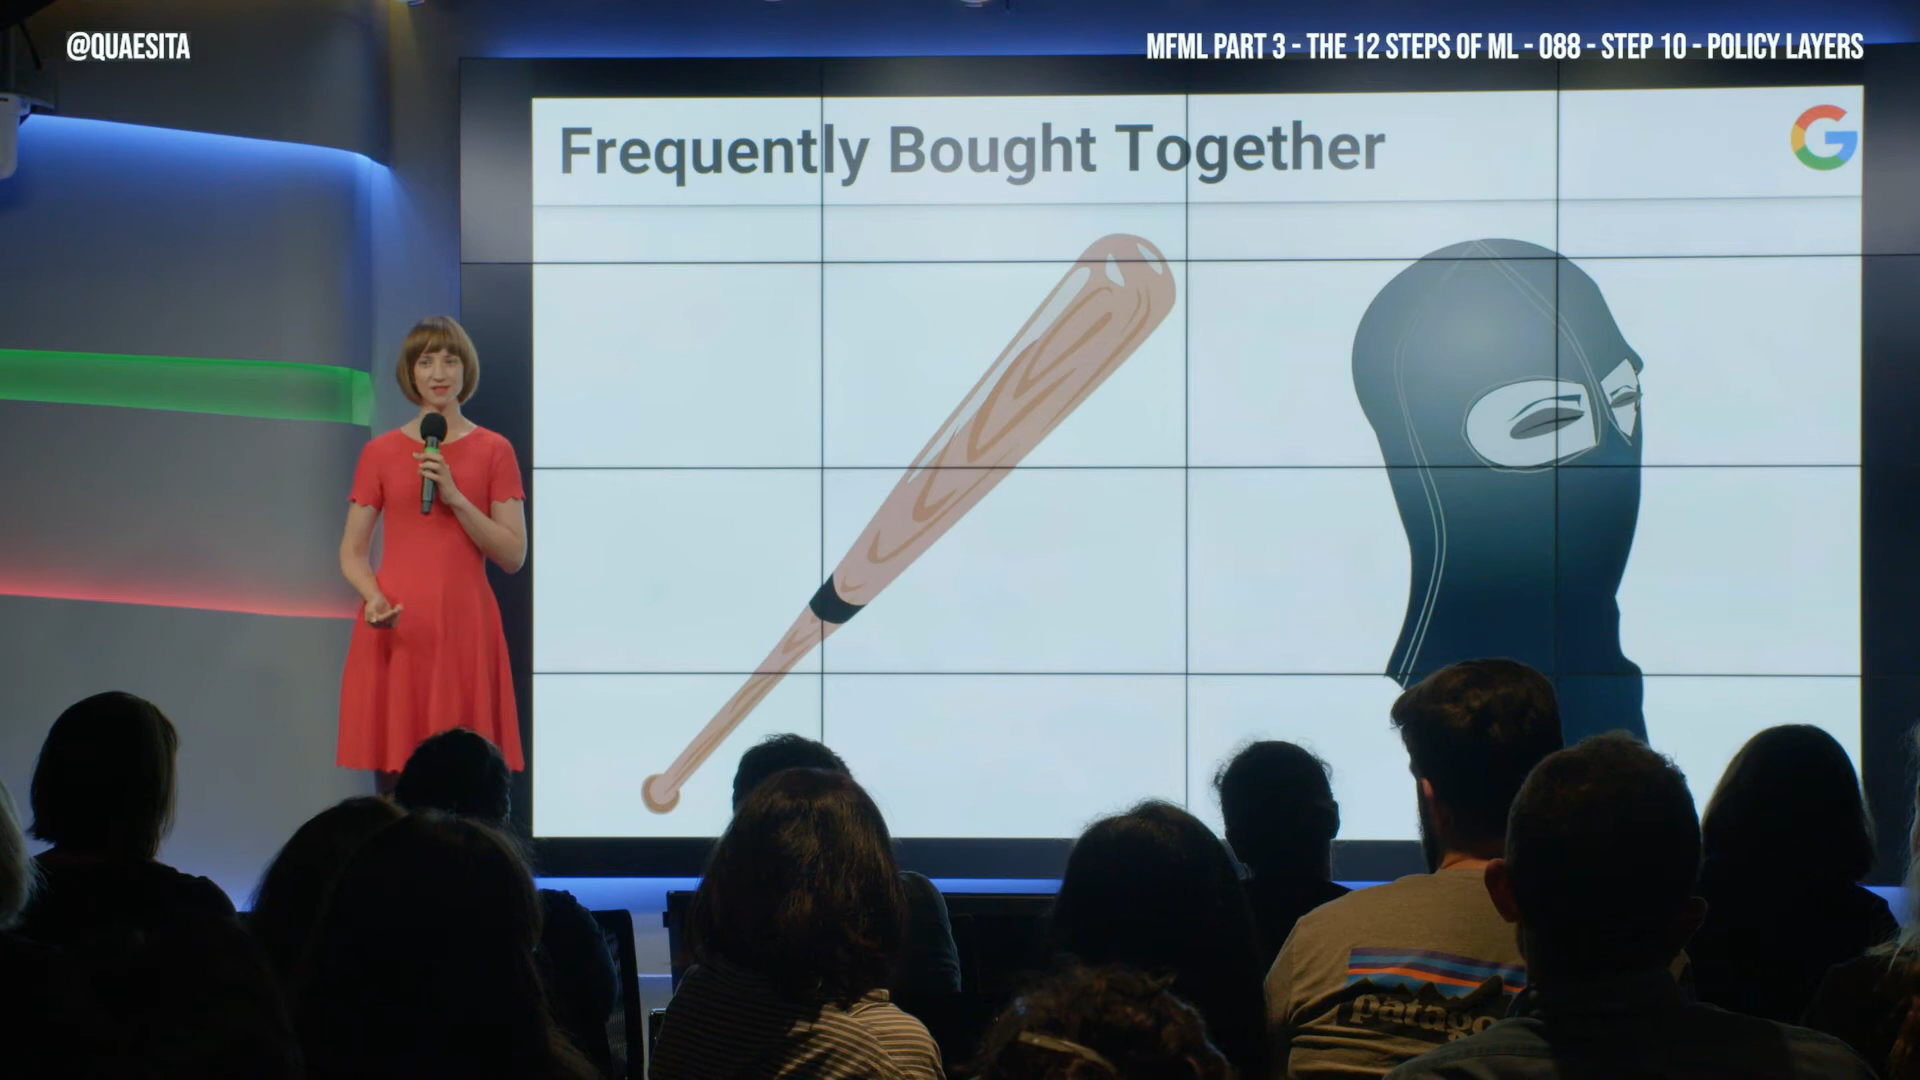 @QUAESITA
MFML PART 3 - THE 12 STEPS OF ML - 088 - STEP 10 - POLICY LAYERS
Frequently Bought Together
G